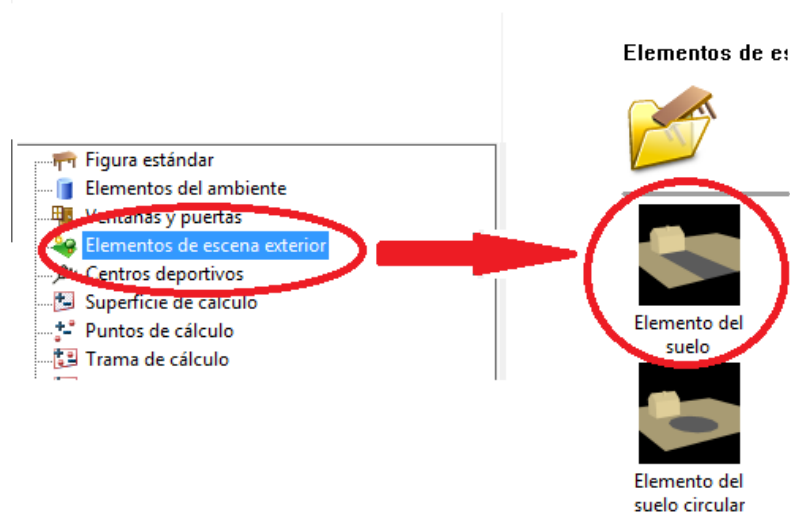 Figura estándar
Elementos del ambiente
Ventanas y puertas
Elementos de escena exterior
Centros deportivos
Superficie de cálculo
Puntos de cálculo
Trama de cálculo
Elementos de es
Elemento del
suelo
Elemento del
suelo circular